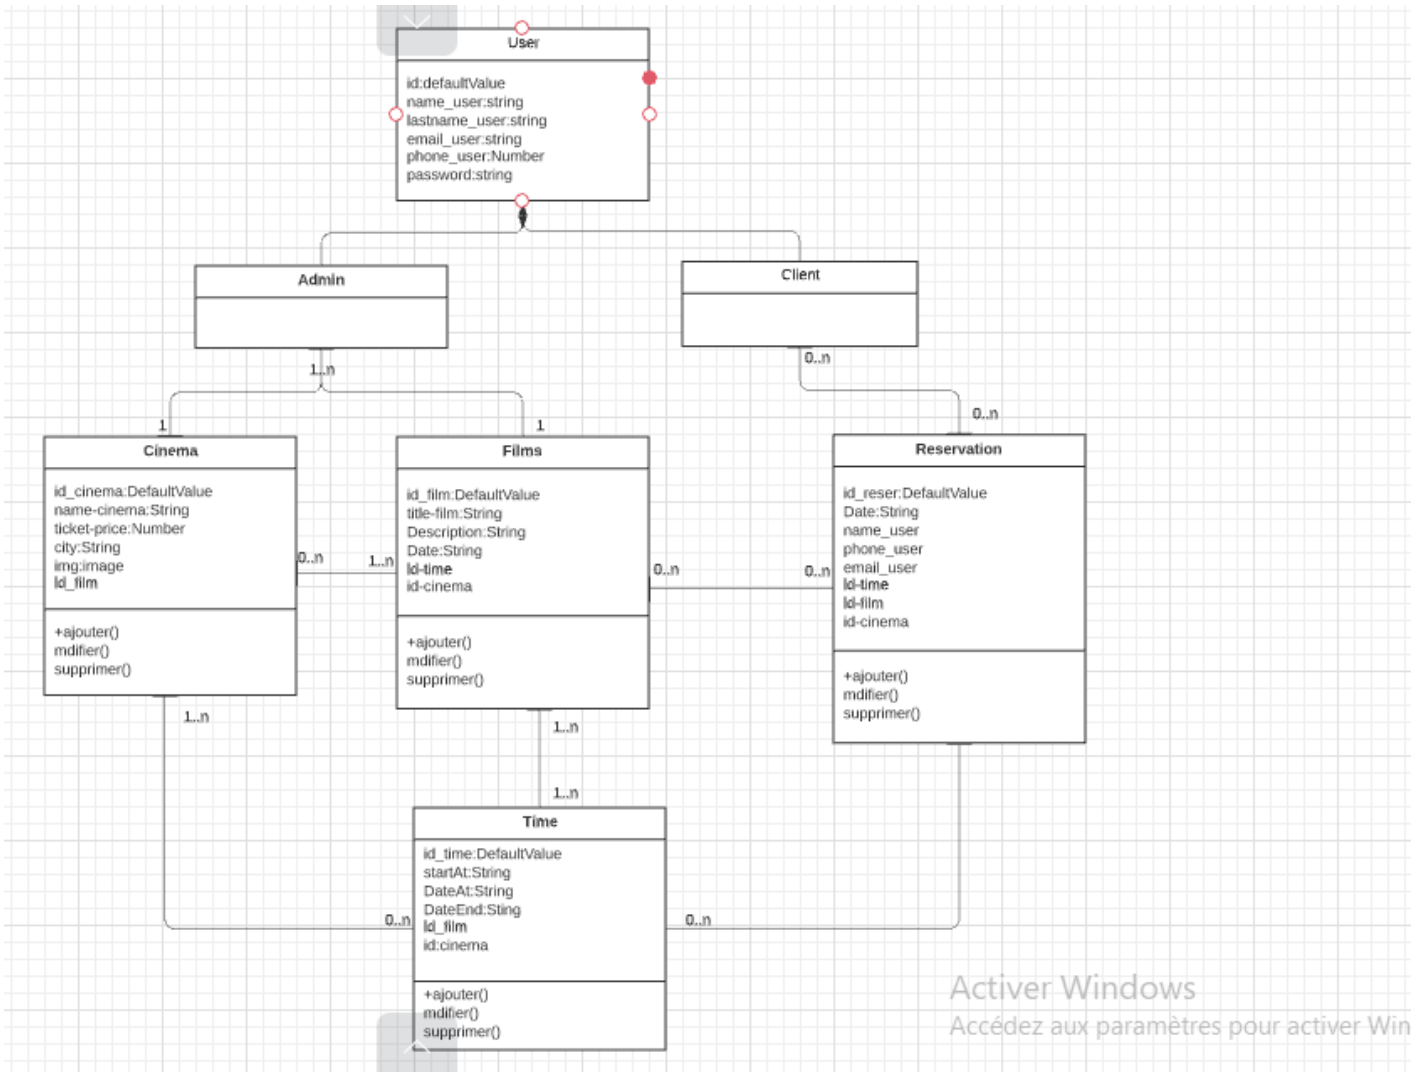 User
id:defaultValue
name_user:string
lastname_user:string
email_user:string
phone_user:Number
password:string
Admin
Client
1..n
0..n
1
1
0..n
Cinema
id_cinema:DefaultValue
name-cinema:String
ticket-price:Number
city:String
img:image
Id_film
+ajouter()
mdifier()
supprimer()
0..n
1..n
Films
id_film:DefaultValue
title-film:String
Description:String
Date:String
Id-time
id-cinema
+ajouter()
mdifier()
supprimer()
0..n
0..n
Reservation
id_reser:DefaultValue
Date:String
name_user
phone_user
email_user
Id-time
Id-film
id-cinema
+ajouter()
mdifier()
supprimer()
1..n
1..n
1..n
0..n
0..n
Time
id_time:DefaultValue
startAt:String
DateAt:String
DateEnd:Sting
Id_film
id:cinema
+ajouter()
mdifier()
supprimer()
Activer Windows
Accédez aux paramètres pour activer Win